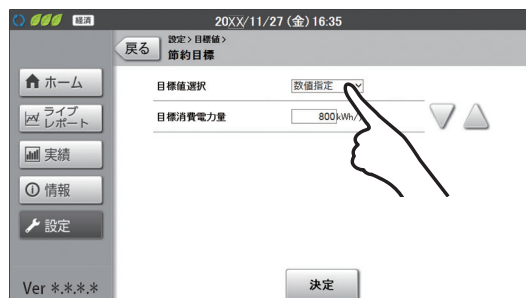 経済
20XX/11/27 (金) 16:35
戻る
設定 > 目標値 >
節約目標
ホーム
ライブ
レポート
実績
情報
設定
Ver *.*.*.*
目標値選択
数値指定
目標消費電力量
800 kWh/
決定